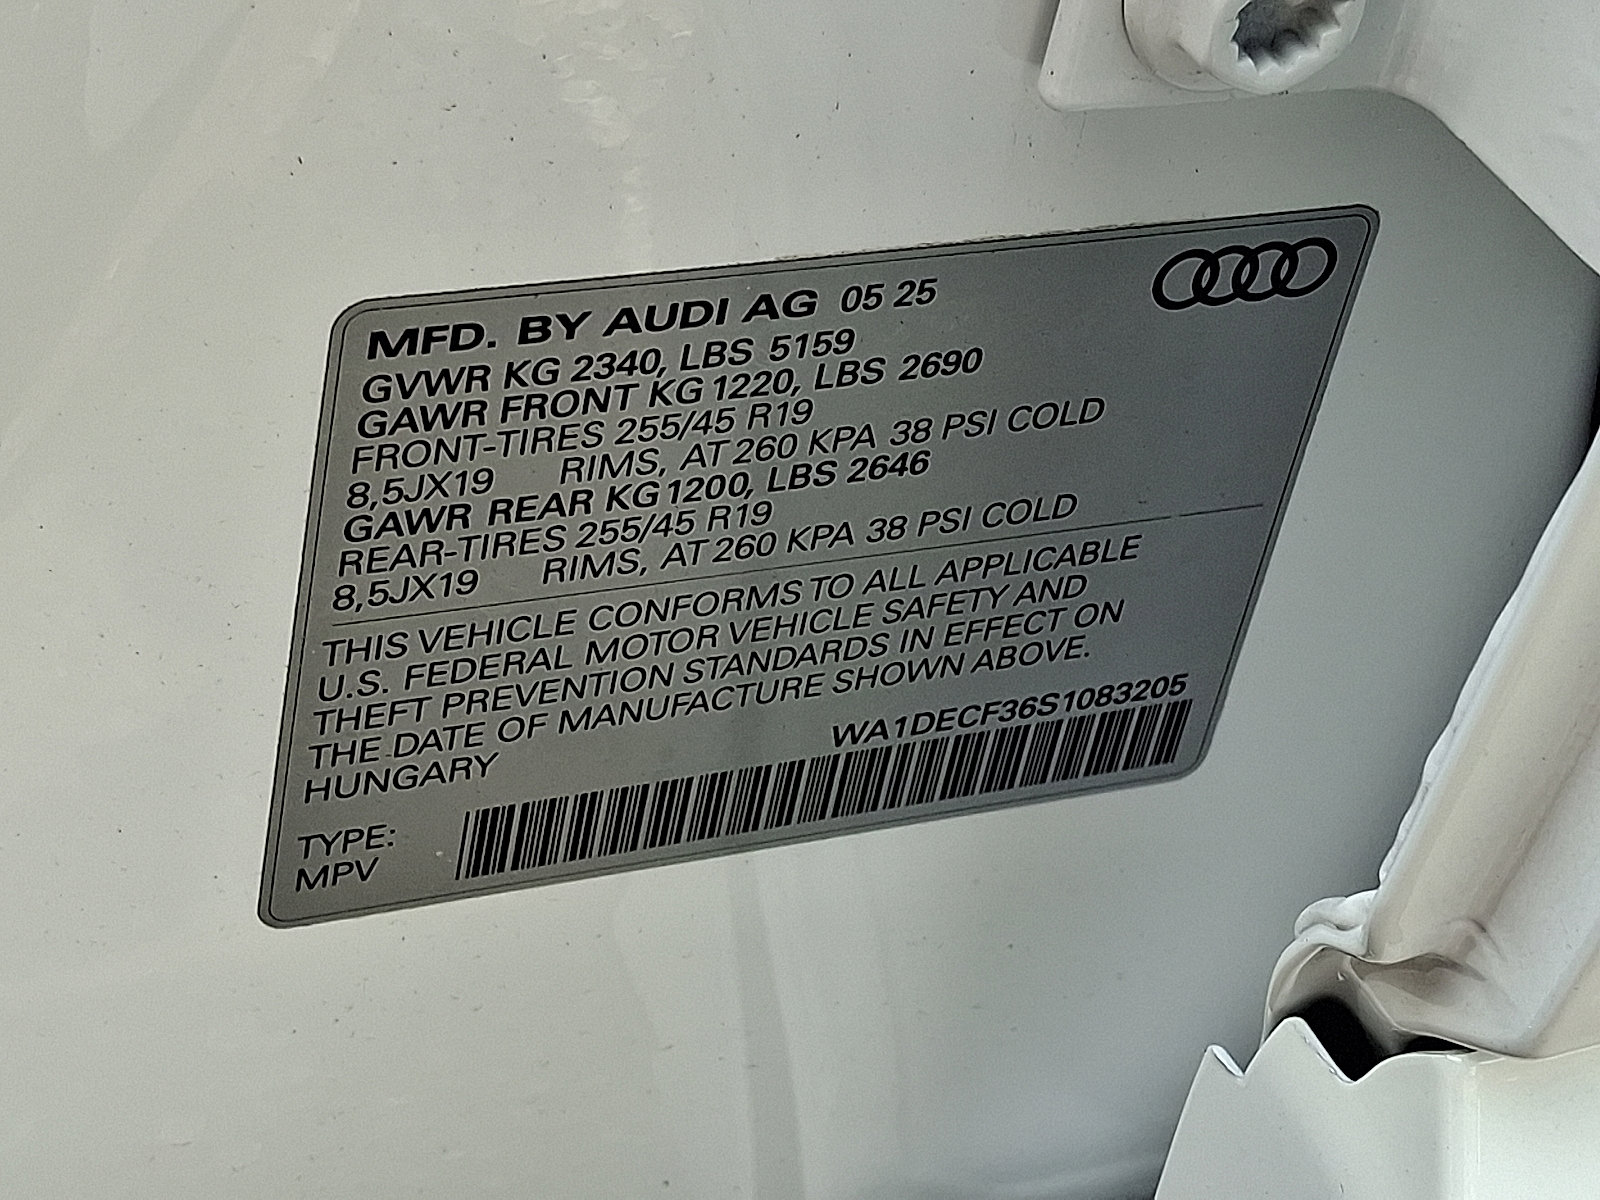 MFD. BY AUDI AG 05 25
GVWR KG 2340, LBS 5159
GAWR FRONT KG 1220, LBS 2690
FRONT-TIRES 255/45 R19
8,5JX19 RIMS, AT 260 KPA 38 PSI COLD
GAWR REAR KG 1200, LBS 2646
REAR-TIRES 255/45 R19
8,5JX19 RIMS, AT 260 KPA 38 PSI COLD
THIS VEHICLE CONFORMS TO ALL APPLICABLE
U.S. FEDERAL MOTOR VEHICLE SAFETY AND
THEFT PREVENTION STANDARDS IN EFFECT ON
THE DATE OF MANUFACTURE SHOWN ABOVE.
HUNGARY
WA1DECF36S1083205
TYPE:
MPV